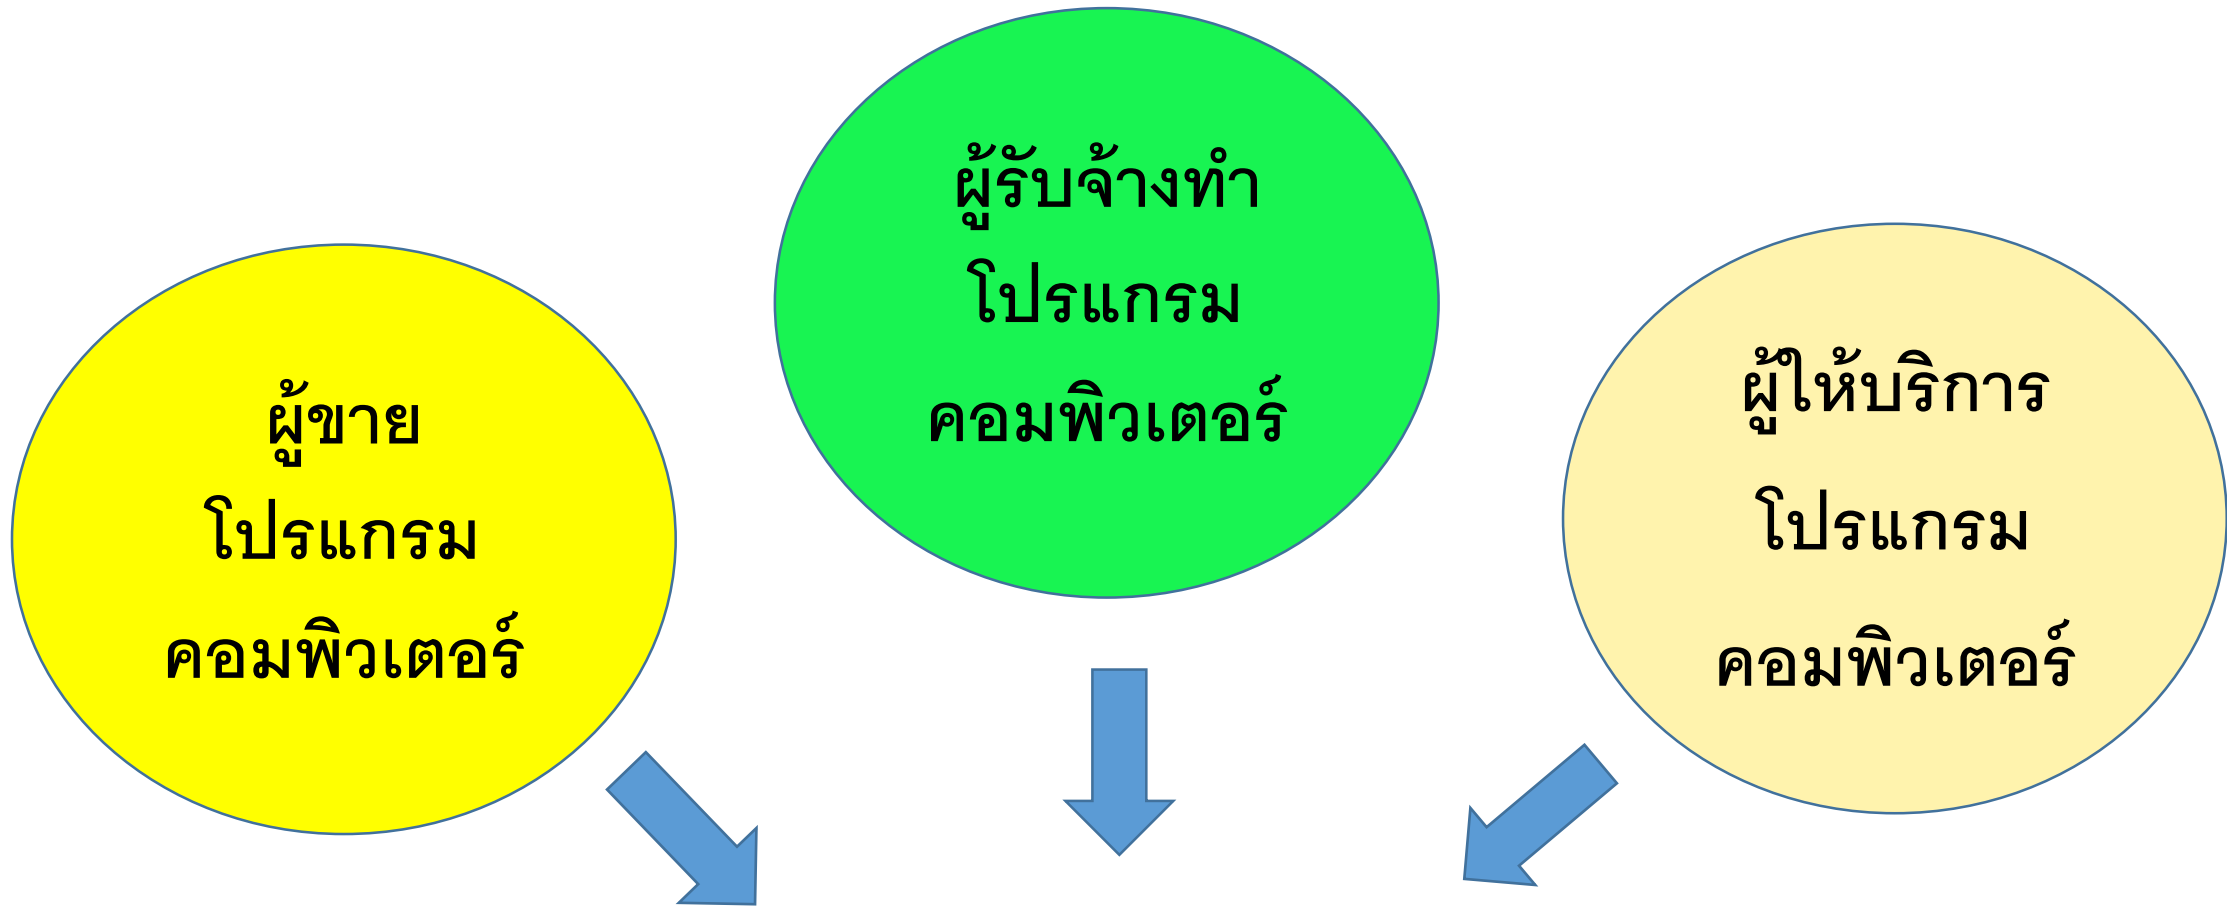 ผู้ขาย
โปรแกรม
คอมพิวเตอร์
ผู้รับจ้างทำ
โปรแกรม
คอมพิวเตอร์
ผู้ให้บริการ
โปรแกรม
คอมพิวเตอร์